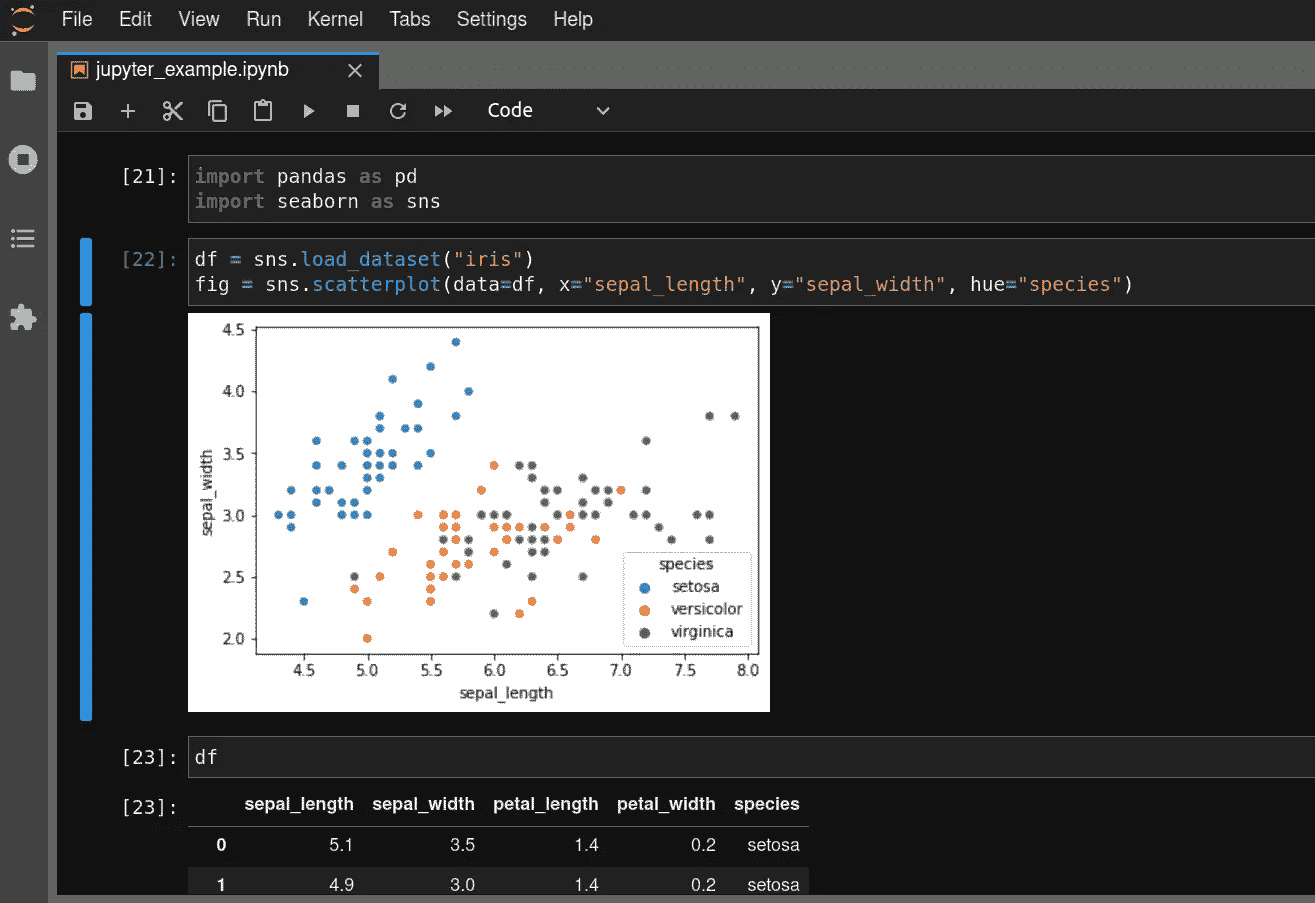 File Edit View Run Kernel Tabs Settings Help
jupyter_example.ipynb
Code
[21]: import pandas as pd
import seaborn as sns
[22]: df = sns.load_dataset("iris")
fig = sns.scatterplot(data=df, x="sepal_length", y="sepal_width", hue="species")
4.5
4.0
3.5
3.0
2.5
2.0
sepal_width
species
setosa
versicolor
virginica
4.5 5.0 5.5 6.0 6.5 7.0 7.5 8.0
sepal_length
[23]: df
[23]: sepal_length sepal_width petal_length petal_width species
0 5.1 3.5 1.4 0.2 setosa
1 4.9 3.0 1.4 0.2 setosa